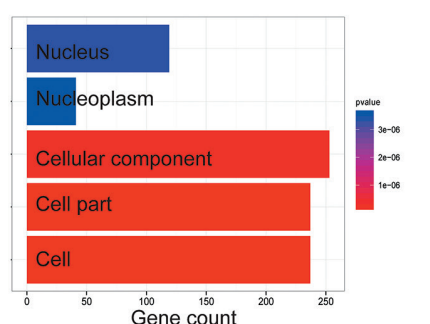 Nucleus
Nucleoplasm
Cellular component
Cell part
Cell
0 50 100 150 200 250
Gene count
pvalue
3e-06
2e-06
1e-06